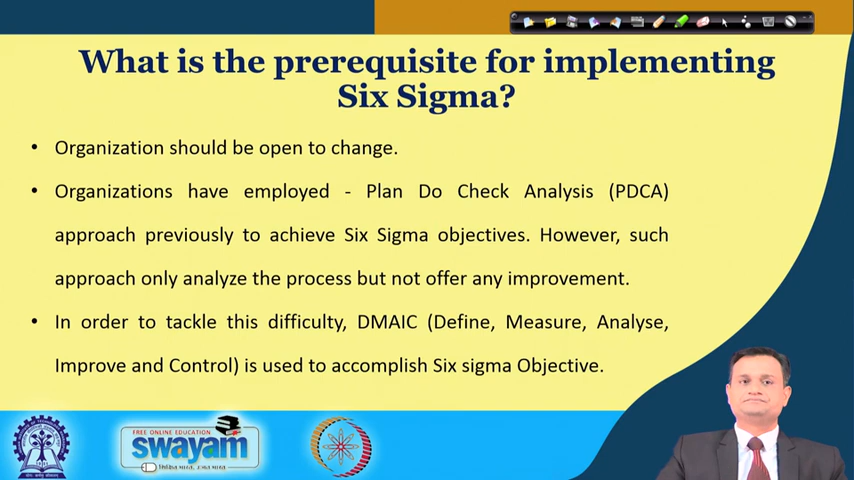 What is the prerequisite for implementing
Six Sigma?
• Organization should be open to change.
• Organizations have employed - Plan Do Check Analysis (PDCA)
approach previously to achieve Six Sigma objectives. However, such
approach only analyze the process but not offer any improvement.
• In order to tackle this difficulty, DMAIC (Define, Measure, Analyse,
Improve and Control) is used to accomplish Six sigma Objective.
FREE ONLINE EDUCATION
swayam